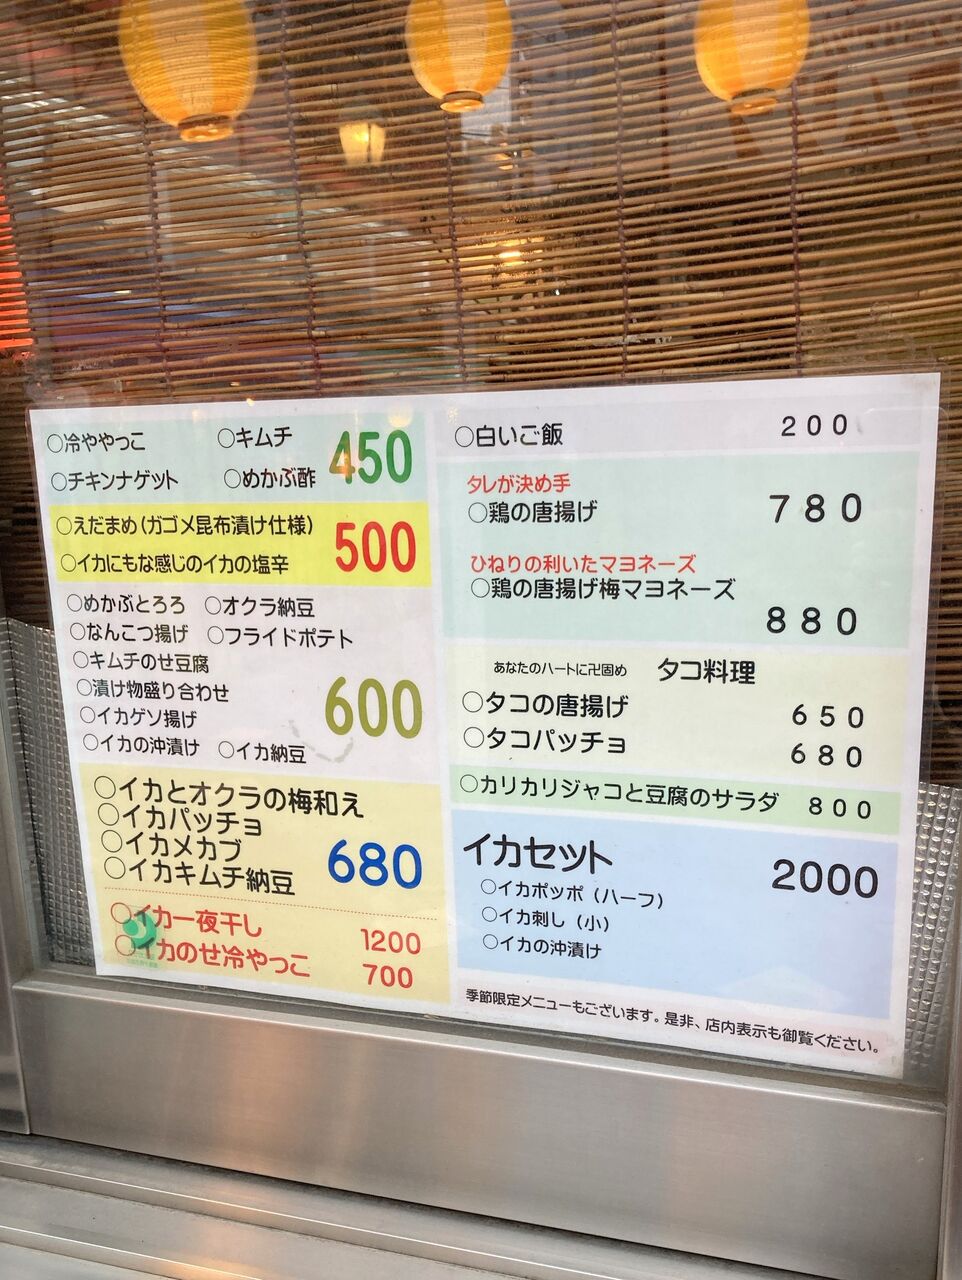 ○冷ややっこ ○キムチ
○チキンナゲット ○めかぶ酢
450
○えだまめ(ガゴメ昆布漬け仕様)
○イカにもな感じのイカの塩辛
500
○めかぶとろろ ○オクラ納豆
○なんこつ揚げ ○フライドポテト
○キムチのせ豆腐
○漬け物盛り合わせ
○イカゲソ揚げ
○イカの沖漬け ○イカ納豆
600
○イカとオクラの梅和え
○イカパッチョ
○イカメカブ
○イカキムチ納豆
680
○イカ一夜干し 1200
○イカのせ冷やっこ 700
○白いご飯 200
タレが決め手
○鶏の唐揚げ 780
ひねりの利いたマヨネーズ
○鶏の唐揚げ梅マヨネーズ
880
あなたのハートに卍固め タコ料理
○タコの唐揚げ 650
○タコパッチョ 680
○カリカリジャコと豆腐のサラダ 800
イカセット 2000
○イカポッポ(ハーフ)
○イカ刺し(小)
○イカの沖漬け
季節限定メニューもございます。是非、店内表示も御覧ください。